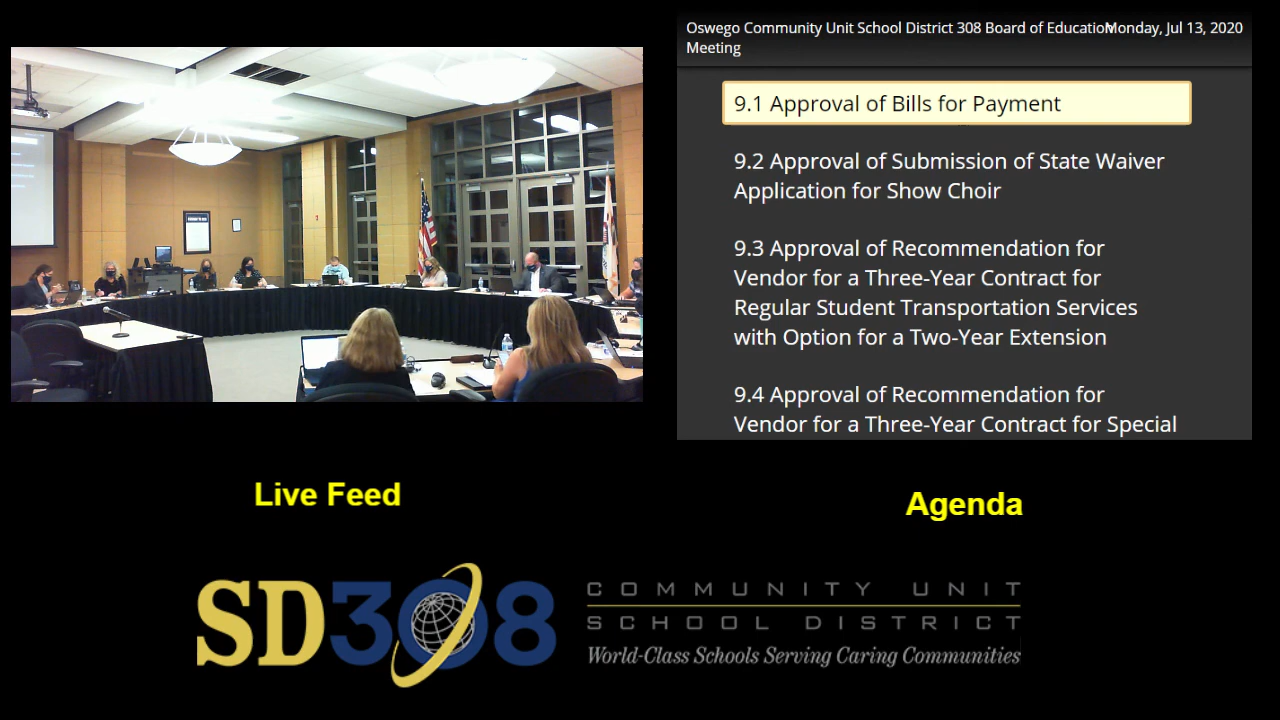 Oswego Community Unit School District 308 Board of Education
Meeting
Monday, Jul 13, 2020
9.1 Approval of Bills for Payment
9.2 Approval of Submission of State Waiver
Application for Show Choir
9.3 Approval of Recommendation for
Vendor for a Three-Year Contract for
Regular Student Transportation Services
with Option for a Two-Year Extension
9.4 Approval of Recommendation for
Vendor for a Three-Year Contract for Special
Live Feed
Agenda
SD308
COMMUNITY UNIT
SCHOOL DISTRICT
World-Class Schools Serving Caring Communities